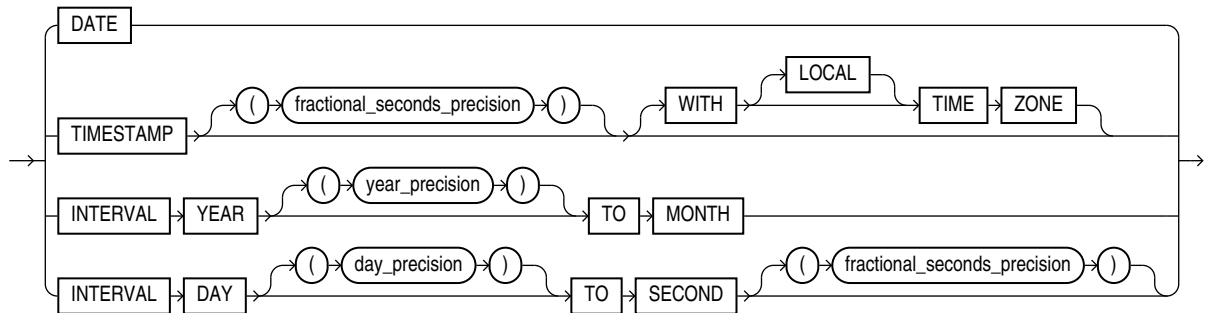 DATE
LOCAL
( fractional_seconds_precision ) WITH TIME ZONE
TIMESTAMP
( year_precision )
INTERVAL YEAR TO MONTH
( day_precision ) ( fractional_seconds_precision )
INTERVAL DAY TO SECOND